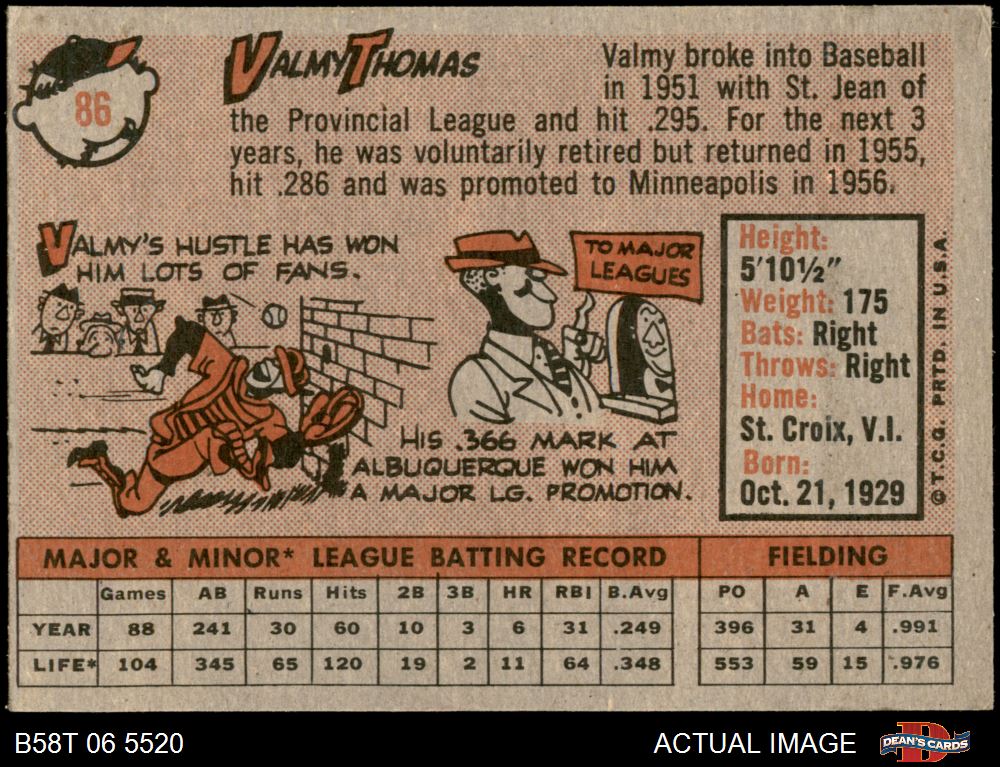 86
VALMY THOMAS
Valmy broke into Baseball
in 1951 with St. Jean of
the Provincial League and hit .295. For the next 3
years, he was voluntarily retired but returned in 1955,
hit .286 and was promoted to Minneapolis in 1956.
VALMY'S HUSTLE HAS WON
HIM LOTS OF FANS.
TO MAJOR
LEAGUES
HIS .366 MARK AT
ALBUQUERQUE WON HIM
A MAJOR LG. PROMOTION.
Height:
5'10½"
Weight: 175
Bats: Right
Throws: Right
Home:
St. Croix, V.I.
Born:
Oct. 21, 1929
© T.C.G. PRTD. IN U.S.A.
MAJOR & MINOR* LEAGUE BATTING RECORD FIELDING
Games AB Runs Hits 2B 3B HR RBI B.Avg PO A E F.Avg
YEAR 88 241 30 60 10 3 6 31 .249 396 31 4 .991
LIFE* 104 345 65 120 19 2 11 64 .348 553 59 15 .976
B58T 06 5520
ACTUAL IMAGE
D
DEAN'S CARDS